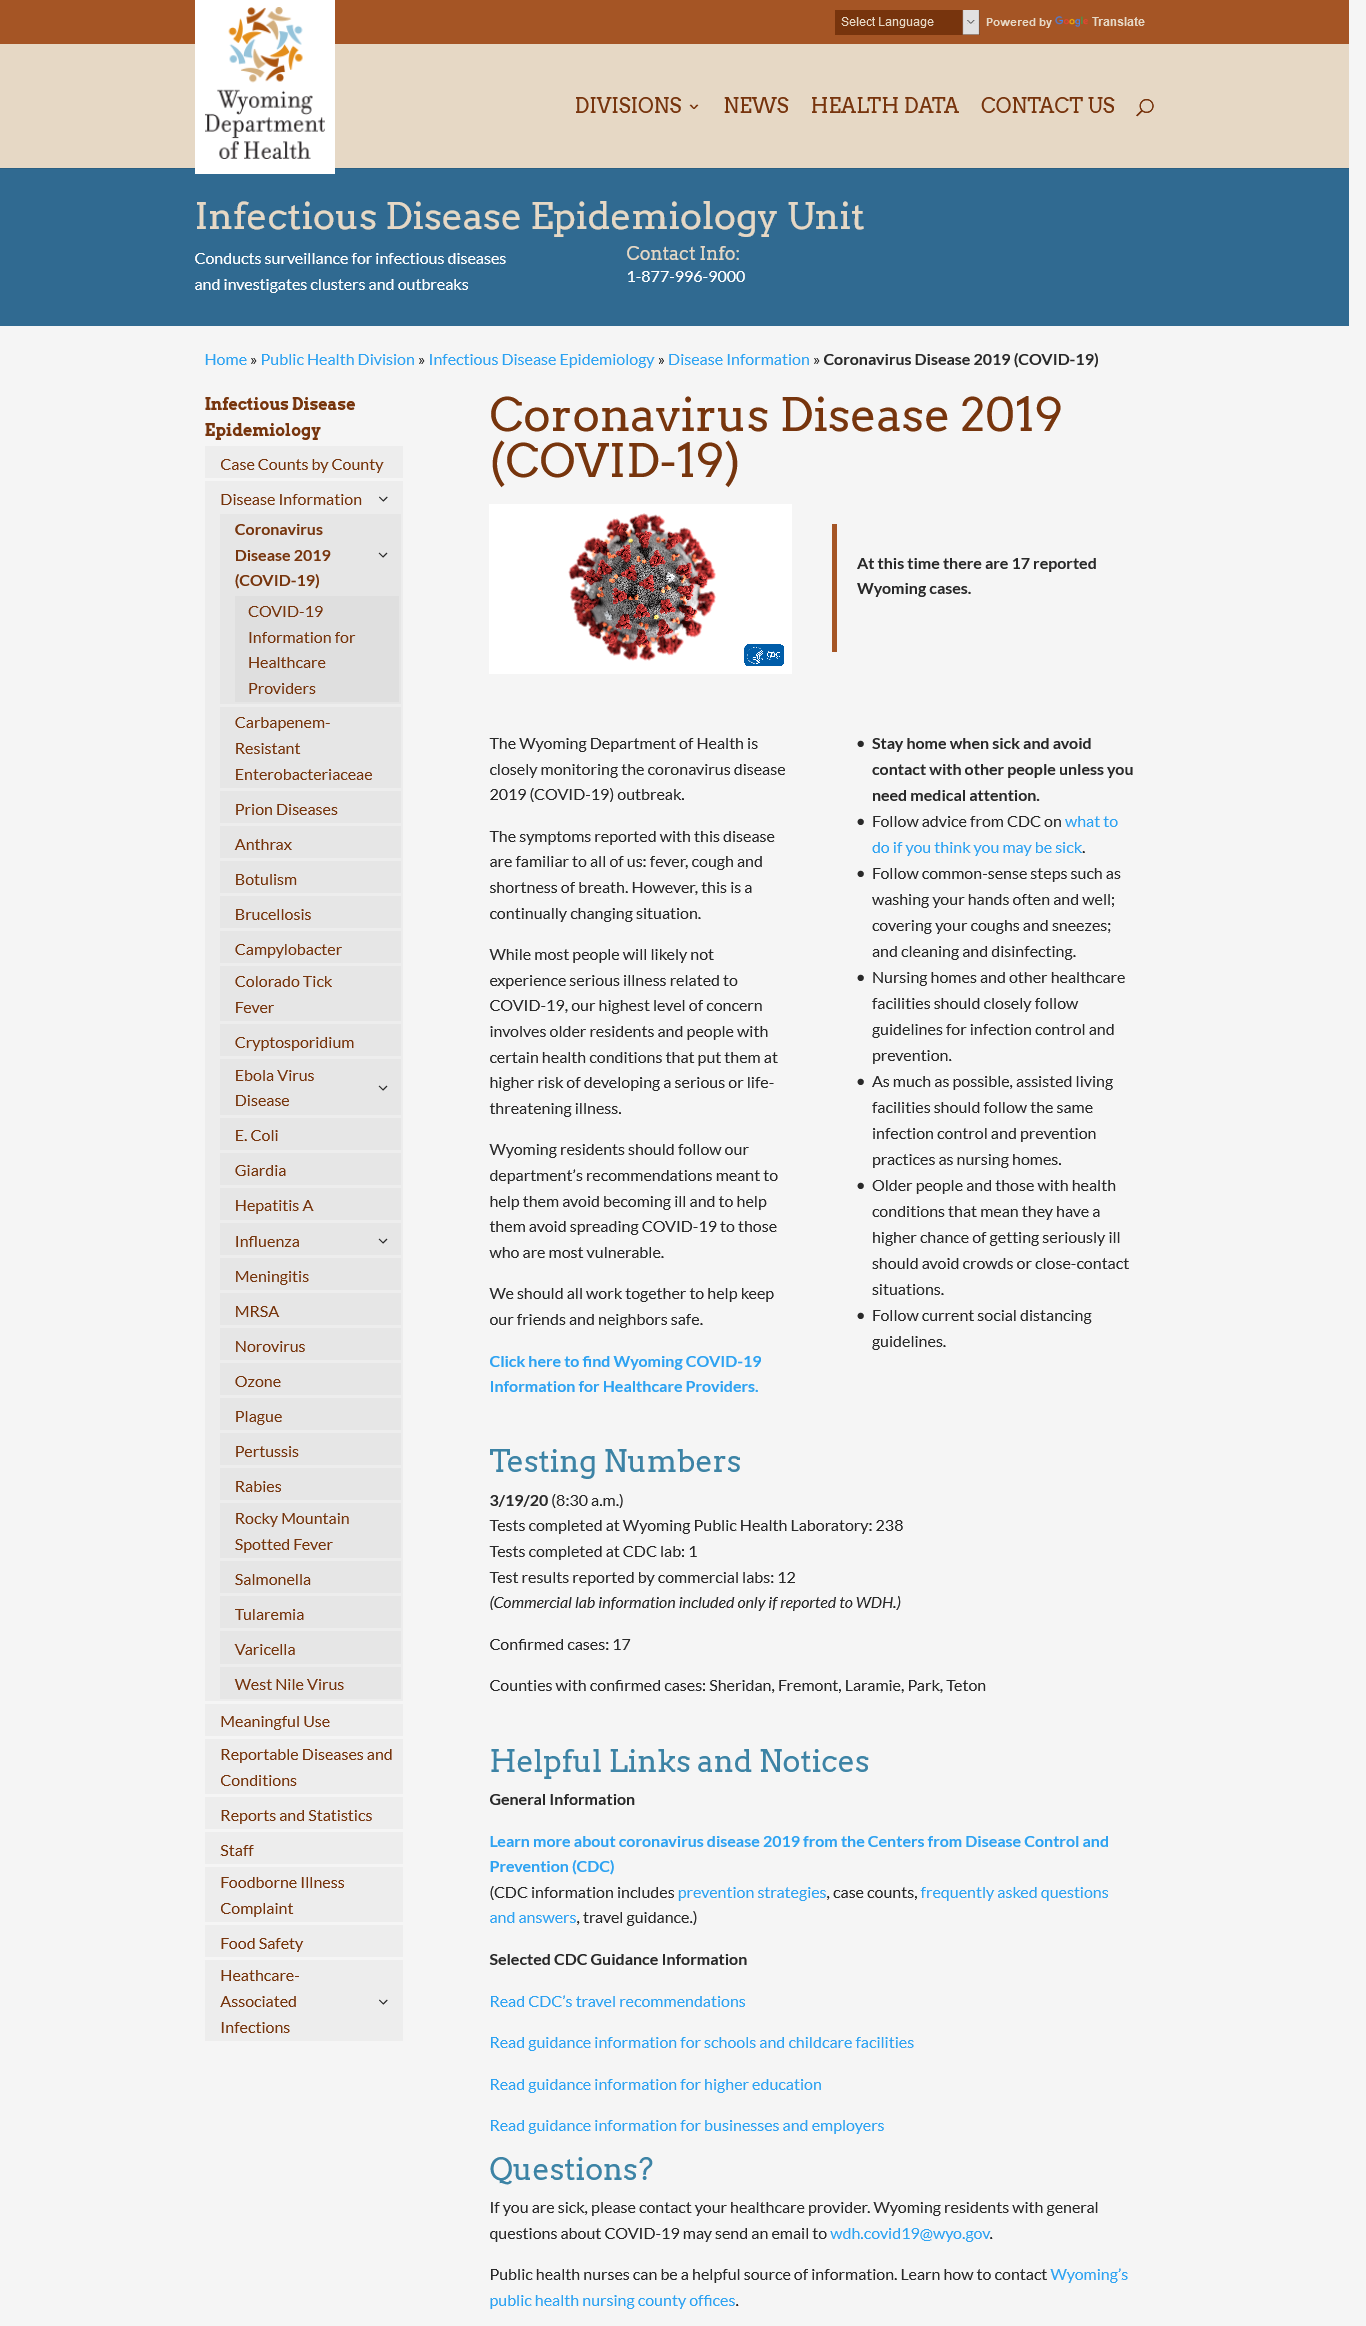 Select Language
Powered by Google Translate
Wyoming
Department
of Health
DIVISIONS
NEWS
HEALTH DATA
CONTACT US
Infectious Disease Epidemiology Unit
Conducts surveillance for infectious diseases
and investigates clusters and outbreaks
Contact Info:
1-877-996-9000
Home » Public Health Division » Infectious Disease Epidemiology » Disease Information » Coronavirus Disease 2019 (COVID-19)
Infectious Disease
Epidemiology
Case Counts by County
Disease Information
Coronavirus
Disease 2019
(COVID-19)
COVID-19
Information for
Healthcare
Providers
Carbapenem-
Resistant
Enterobacteriaceae
Prion Diseases
Anthrax
Botulism
Brucellosis
Campylobacter
Colorado Tick
Fever
Cryptosporidium
Ebola Virus
Disease
E. Coli
Giardia
Hepatitis A
Influenza
Meningitis
MRSA
Norovirus
Ozone
Plague
Pertussis
Rabies
Rocky Mountain
Spotted Fever
Salmonella
Tularemia
Varicella
West Nile Virus
Meaningful Use
Reportable Diseases and
Conditions
Reports and Statistics
Staff
Foodborne Illness
Complaint
Food Safety
Heathcare-
Associated
Infections
Coronavirus Disease 2019
(COVID-19)
CDC
At this time there are 17 reported
Wyoming cases.
The Wyoming Department of Health is
closely monitoring the coronavirus disease
2019 (COVID-19) outbreak.
The symptoms reported with this disease
are familiar to all of us: fever, cough and
shortness of breath. However, this is a
continually changing situation.
While most people will likely not
experience serious illness related to
COVID-19, our highest level of concern
involves older residents and people with
certain health conditions that put them at
higher risk of developing a serious or life-
threatening illness.
Wyoming residents should follow our
department’s recommendations meant to
help them avoid becoming ill and to help
them avoid spreading COVID-19 to those
who are most vulnerable.
We should all work together to help keep
our friends and neighbors safe.
Click here to find Wyoming COVID-19
Information for Healthcare Providers.
• Stay home when sick and avoid
contact with other people unless you
need medical attention.
• Follow advice from CDC on what to
do if you think you may be sick.
• Follow common-sense steps such as
washing your hands often and well;
covering your coughs and sneezes;
and cleaning and disinfecting.
• Nursing homes and other healthcare
facilities should closely follow
guidelines for infection control and
prevention.
• As much as possible, assisted living
facilities should follow the same
infection control and prevention
practices as nursing homes.
• Older people and those with health
conditions that mean they have a
higher chance of getting seriously ill
should avoid crowds or close-contact
situations.
• Follow current social distancing
guidelines.
Testing Numbers
3/19/20 (8:30 a.m.)
Tests completed at Wyoming Public Health Laboratory: 238
Tests completed at CDC lab: 1
Test results reported by commercial labs: 12
(Commercial lab information included only if reported to WDH.)
Confirmed cases: 17
Counties with confirmed cases: Sheridan, Fremont, Laramie, Park, Teton
Helpful Links and Notices
General Information
Learn more about coronavirus disease 2019 from the Centers from Disease Control and
Prevention (CDC)
(CDC information includes prevention strategies, case counts, frequently asked questions
and answers, travel guidance.)
Selected CDC Guidance Information
Read CDC’s travel recommendations
Read guidance information for schools and childcare facilities
Read guidance information for higher education
Read guidance information for businesses and employers
Questions?
If you are sick, please contact your healthcare provider. Wyoming residents with general
questions about COVID-19 may send an email to wdh.covid19@wyo.gov.
Public health nurses can be a helpful source of information. Learn how to contact Wyoming’s
public health nursing county offices.